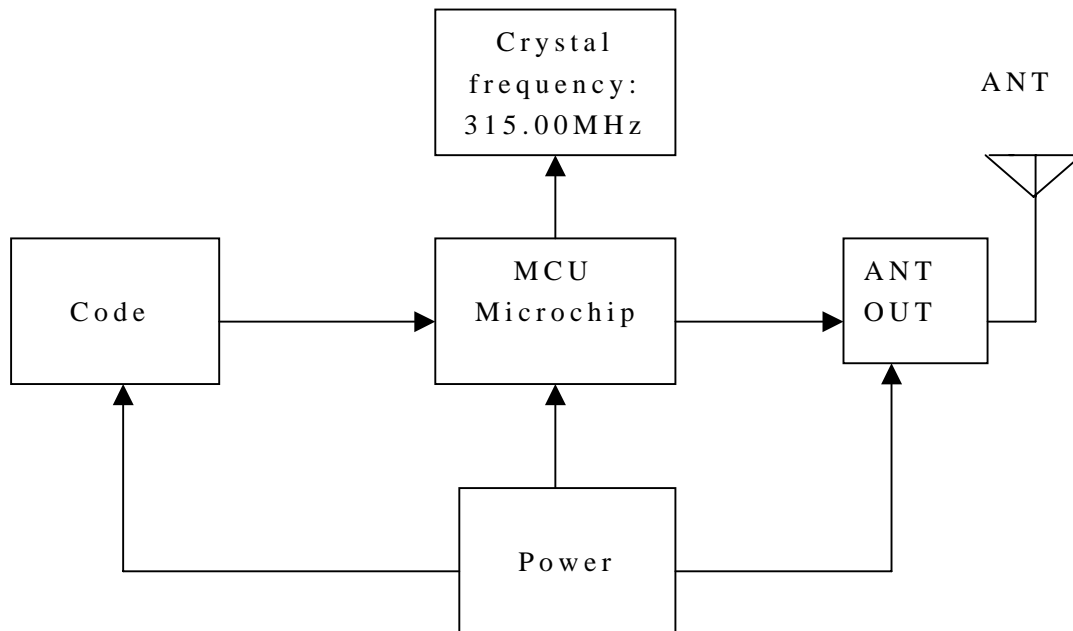 Crystal
frequency:
315.00MHz
ANT
Code
MCU
Microchip
ANT
OUT
Power